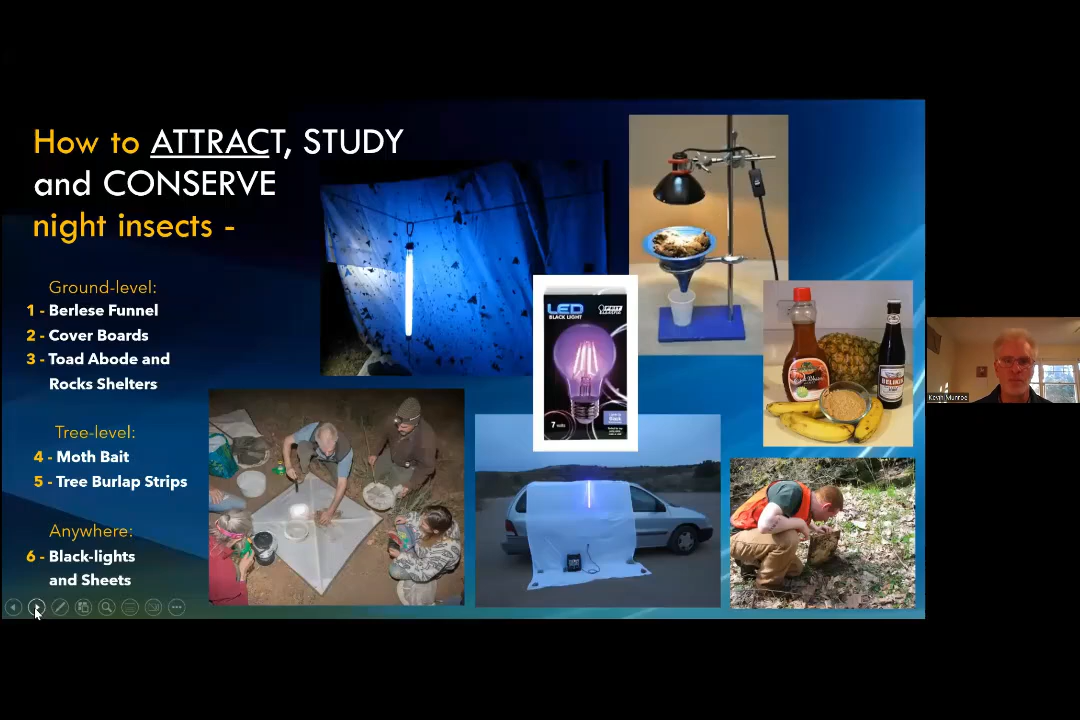 How to ATTRACT, STUDY
and CONSERVE
night insects -
Ground-level:
1 - Berlese Funnel
2 - Cover Boards
3 - Toad Abode and
Rocks Shelters
Tree-level:
4 - Moth Bait
5 - Tree Burlap Strips
Anywhere:
6 - Black-lights
and Sheets
LED
BLACK LIGHT
7 watts
Kevin Munroe